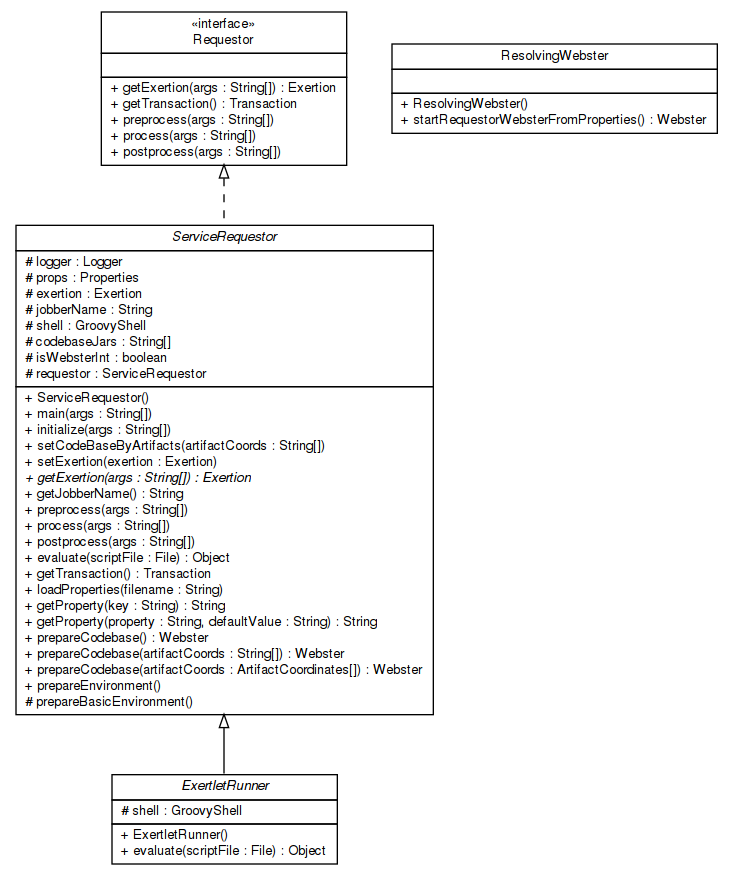 «interface»
Requestor
+ getExertion(args : String[]) : Exertion
+ getTransaction() : Transaction
+ preprocess(args : String[])
+ process(args : String[])
+ postprocess(args : String[])
ResolvingWebster
+ ResolvingWebster()
+ startRequestorWebsterFromProperties() : Webster
ServiceRequestor
# logger : Logger
# props : Properties
# exertion : Exertion
# jobberName : String
# shell : GroovyShell
# codebaseJars : String[]
# isWebsterInt : boolean
# requestor : ServiceRequestor
+ ServiceRequestor()
+ main(args : String[])
+ initialize(args : String[])
+ setCodeBaseByArtifacts(artifactCoords : String[])
+ setExertion(exertion : Exertion)
+ getExertion(args : String[]) : Exertion
+ getJobberName() : String
+ preprocess(args : String[])
+ process(args : String[])
+ postprocess(args : String[])
+ evaluate(scriptFile : File) : Object
+ getTransaction() : Transaction
+ loadProperties(filename : String)
+ getProperty(key : String) : String
+ getProperty(property : String, defaultValue : String) : String
+ prepareCodebase() : Webster
+ prepareCodebase(artifactCoords : String[]) : Webster
+ prepareCodebase(artifactCoords : ArtifactCoordinates[]) : Webster
+ prepareEnvironment()
# prepareBasicEnvironment()
ExertletRunner
# shell : GroovyShell
+ ExertletRunner()
+ evaluate(scriptFile : File) : Object